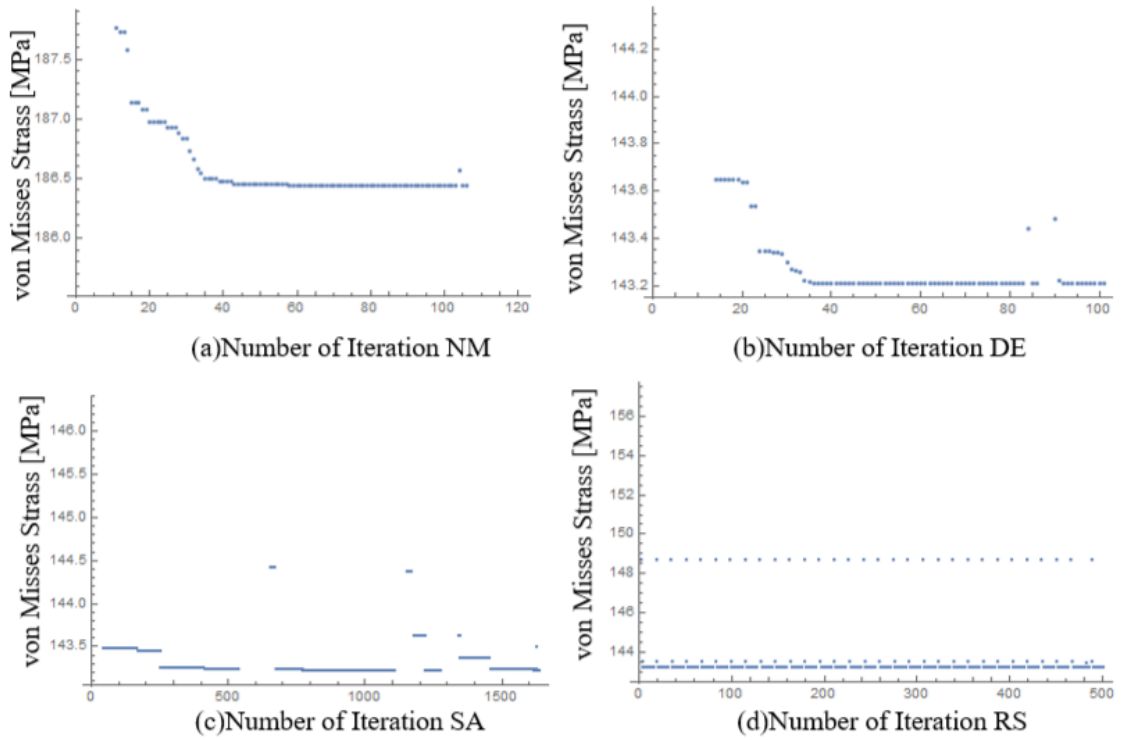 von Misses Strass [MPa]
187.5
187.0
186.5
186.0
0 20 40 60 80 100 120
(a)Number of Iteration NM
von Misses Strass [MPa]
144.2
144.0
143.8
143.6
143.4
143.2
0 20 40 60 80 100
(b)Number of Iteration DE
von Misses Strass [MPa]
146.0
145.5
145.0
144.5
144.0
143.5
0 500 1000 1500
(c)Number of Iteration SA
von Misses Strass [MPa]
156
154
152
150
148
146
144
0 100 200 300 400 500
(d)Number of Iteration RS